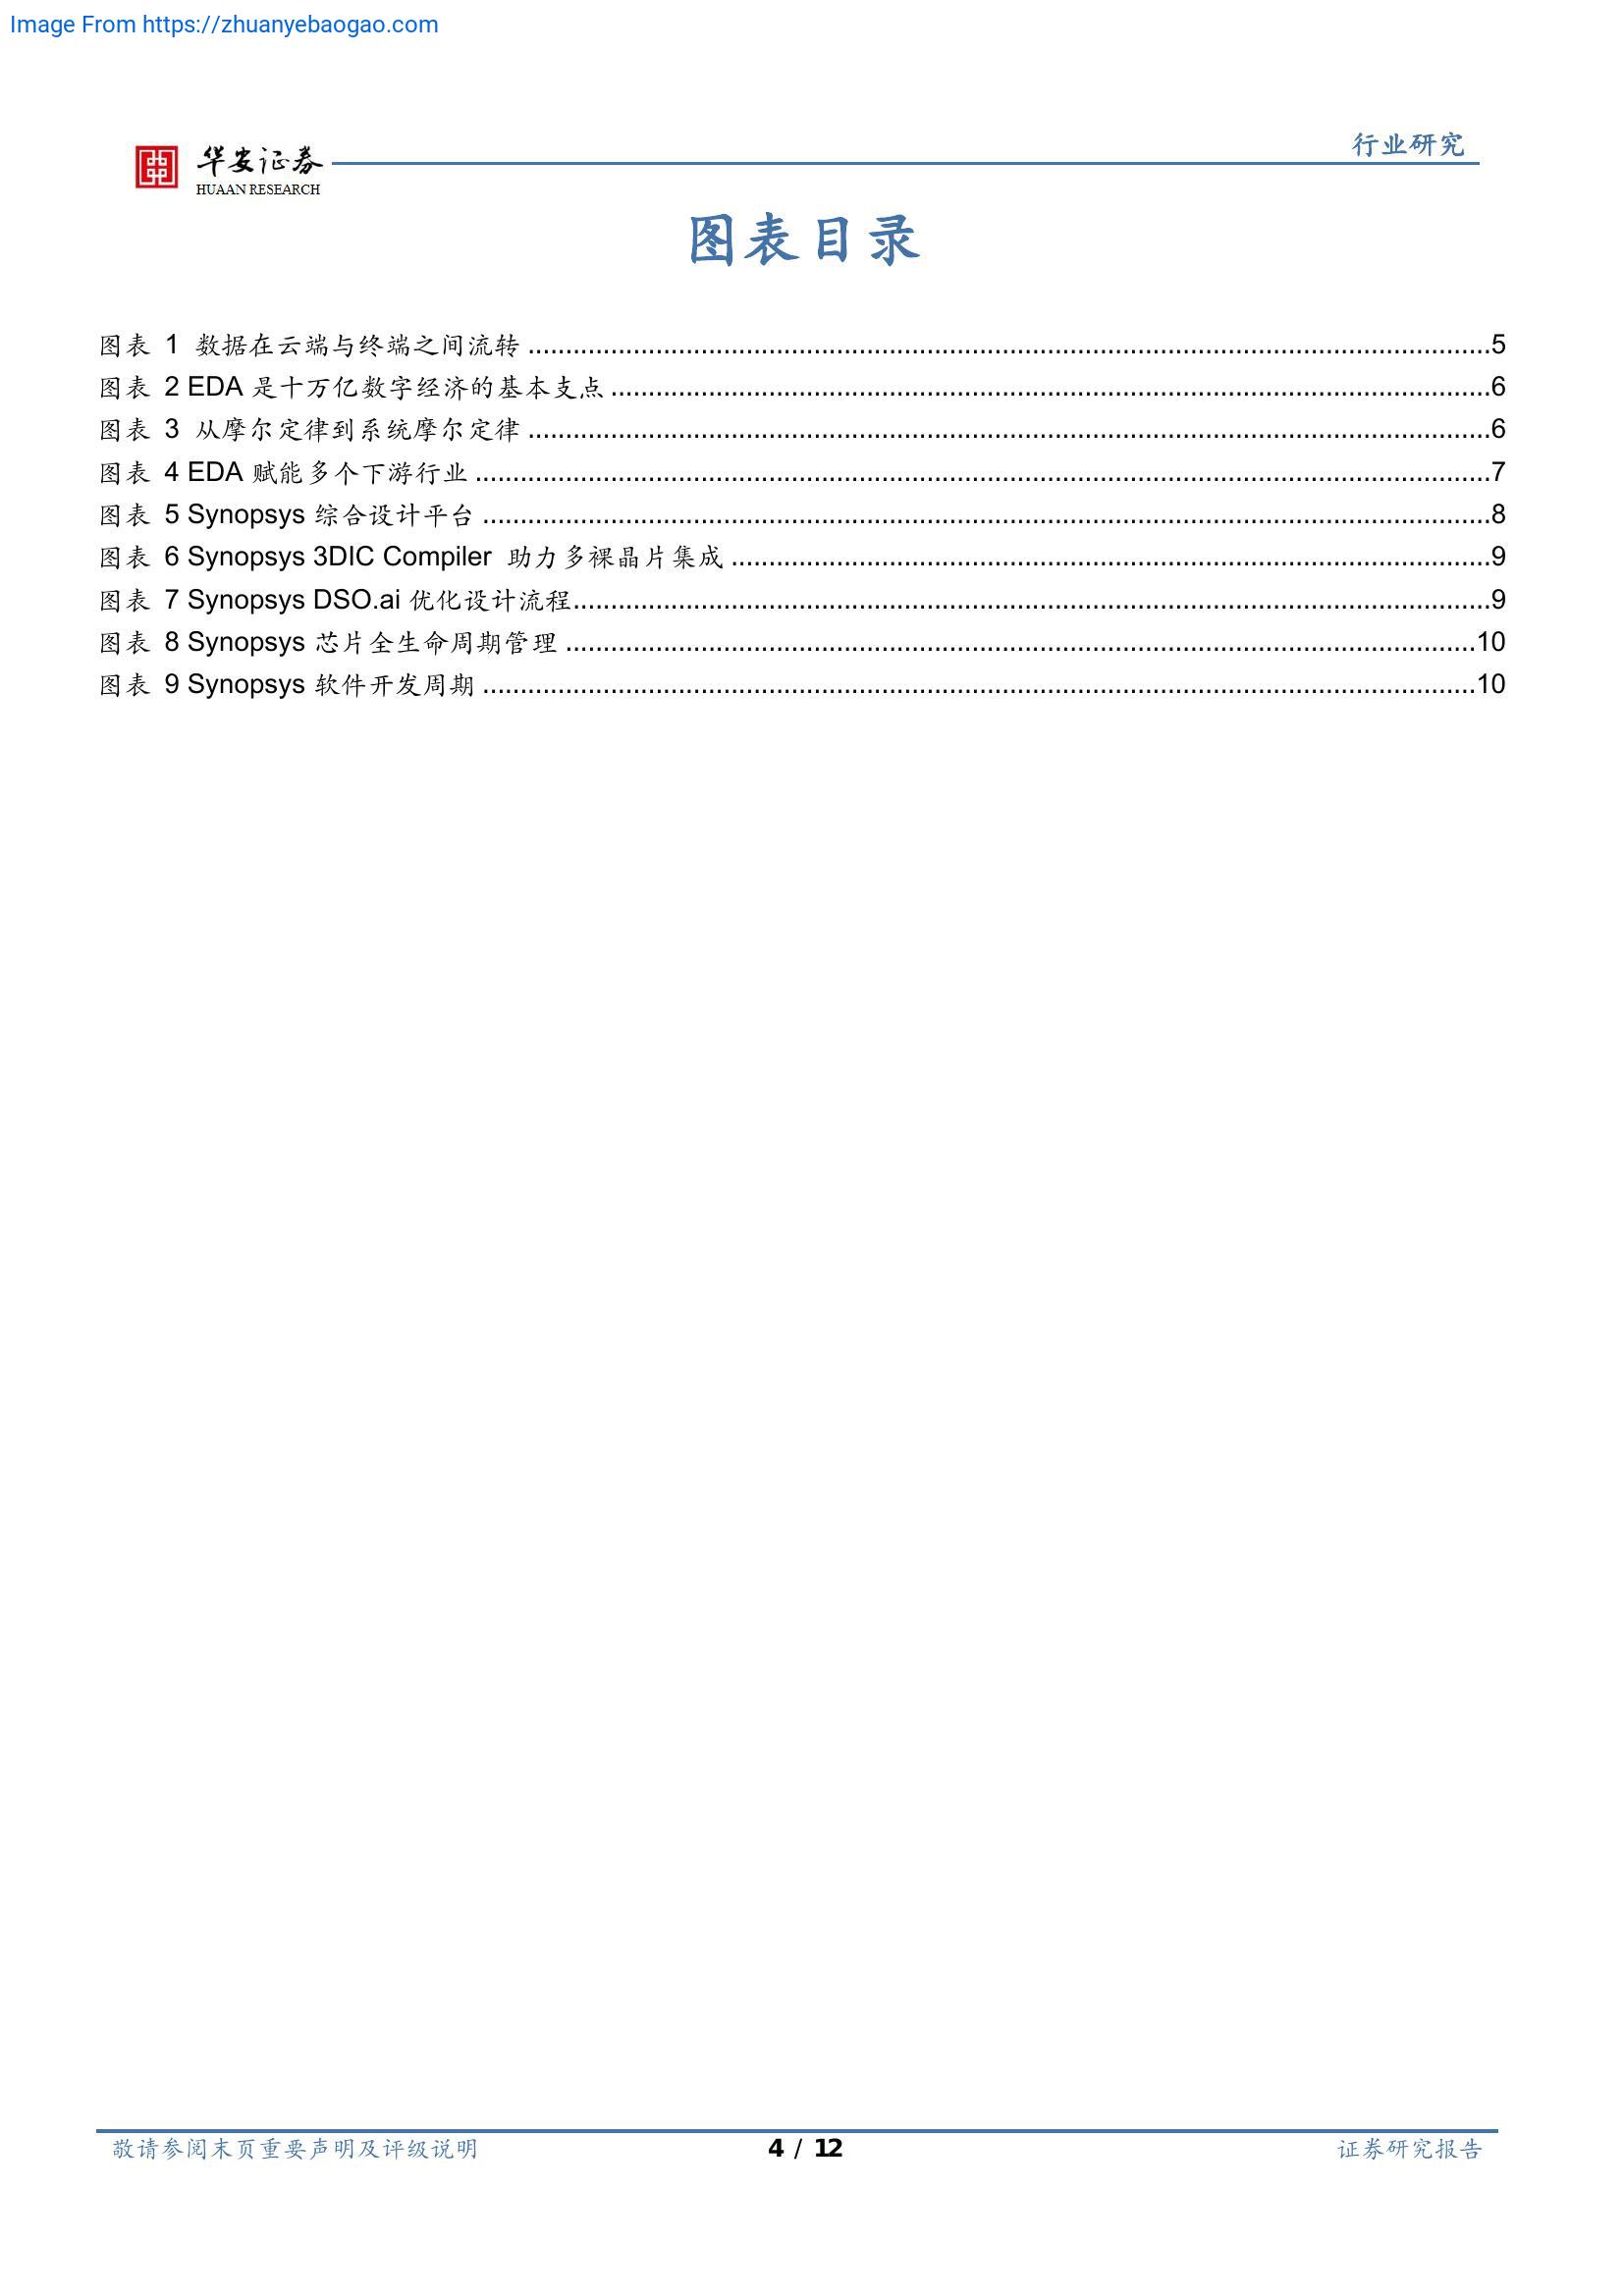 Image From https://zhuanyebaogao.com
华安证券
HUAAN RESEARCH
行业研究
图表目录
图表 1 数据在云端与终端之间流转 ........................................ 5
图表 2 EDA 是十万亿数字经济的基本支点 ........................................ 6
图表 3 从摩尔定律到系统摩尔定律 ........................................ 6
图表 4 EDA 赋能多个下游行业 ........................................ 7
图表 5 Synopsys 综合设计平台 ........................................ 8
图表 6 Synopsys 3DIC Compiler 助力多裸晶片集成 ........................................ 9
图表 7 Synopsys DSO.ai 优化设计流程 ........................................ 9
图表 8 Synopsys 芯片全生命周期管理 ........................................ 10
图表 9 Synopsys 软件开发周期 ........................................ 10
敬请参阅末页重要声明及评级说明 4 / 12 证券研究报告